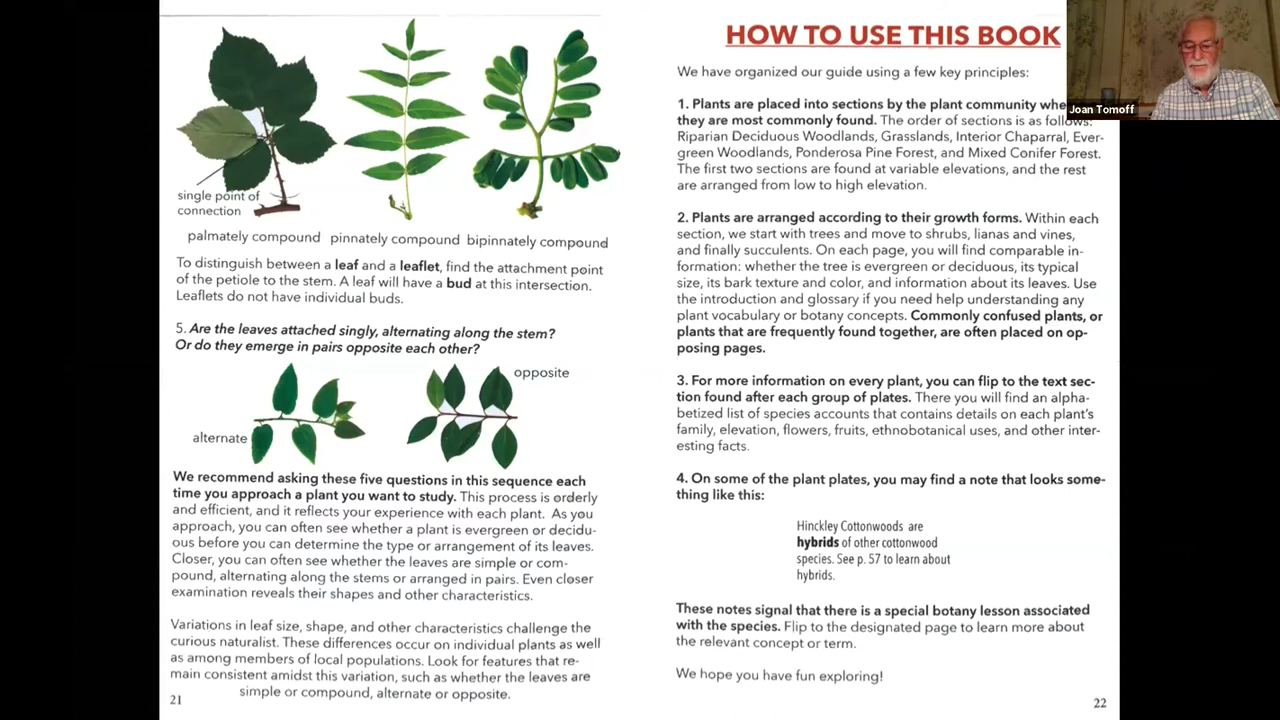 single point of
connection
palmately compound pinnately compound bipinnately compound
To distinguish between a leaf and a leaflet, find the attachment point
of the petiole to the stem. A leaf will have a bud at this intersection.
Leaflets do not have individual buds.
5. Are the leaves attached singly, alternating along the stem?
Or do they emerge in pairs opposite each other?
opposite
alternate
We recommend asking these five questions in this sequence each
time you approach a plant you want to study. This process is orderly
and efficient, and it reflects your experience with each plant. As you
approach, you can often see whether a plant is evergreen or decidu-
ous before you can determine the type or arrangement of its leaves.
Closer, you can often see whether the leaves are simple or com-
pound, alternating along the stems or arranged in pairs. Even closer
examination reveals their shapes and other characteristics.
Variations in leaf size, shape, and other characteristics challenge the
curious naturalist. These differences occur on individual plants as well
as among members of local populations. Look for features that re-
main consistent amidst this variation, such as whether the leaves are
simple or compound, alternate or opposite.
21
HOW TO USE THIS BOOK
We have organized our guide using a few key principles:
1. Plants are placed into sections by the plant community whe
they are most commonly found. The order of sections is as follows:
Riparian Deciduous Woodlands, Grasslands, Interior Chaparral, Ever-
green Woodlands, Ponderosa Pine Forest, and Mixed Conifer Forest.
The first two sections are found at variable elevations, and the rest
are arranged from low to high elevation.
2. Plants are arranged according to their growth forms. Within each
section, we start with trees and move to shrubs, lianas and vines,
and finally succulents. On each page, you will find comparable in-
formation: whether the tree is evergreen or deciduous, its typical
size, its bark texture and color, and information about its leaves. Use
the introduction and glossary if you need help understanding any
plant vocabulary or botany concepts. Commonly confused plants, or
plants that are frequently found together, are often placed on op-
posing pages.
3. For more information on every plant, you can flip to the text sec-
tion found after each group of plates. There you will find an alpha-
betized list of species accounts that contains details on each plant's
family, elevation, flowers, fruits, ethnobotanical uses, and other inter-
esting facts.
4. On some of the plant plates, you may find a note that looks some-
thing like this:
Hinckley Cottonwoods are
hybrids of other cottonwood
species. See p. 57 to learn about
hybrids.
These notes signal that there is a special botany lesson associated
with the species. Flip to the designated page to learn more about
the relevant concept or term.
We hope you have fun exploring!
22
Joan Tomoff